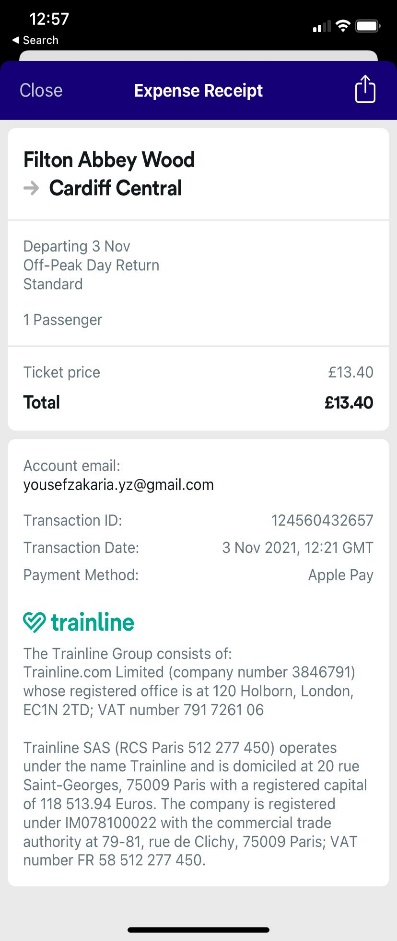 12:57
◀ Search
Close Expense Receipt
Filton Abbey Wood
→ Cardiff Central
Departing 3 Nov
Off-Peak Day Return
Standard
1 Passenger
Ticket price £13.40
Total £13.40
Account email:
yousefzakaria.yz@gmail.com
Transaction ID: 124560432657
Transaction Date: 3 Nov 2021, 12:21 GMT
Payment Method: Apple Pay
trainline
The Trainline Group consists of:
Trainline.com Limited (company number 3846791)
whose registered office is at 120 Holborn, London,
EC1N 2TD; VAT number 791 7261 06
Trainline SAS (RCS Paris 512 277 450) operates
under the name Trainline and is domiciled at 20 rue
Saint-Georges, 75009 Paris with a registered capital
of 118 513.94 Euros. The company is registered
under IM078100022 with the commercial trade
authority at 79-81, rue de Clichy, 75009 Paris; VAT
number FR 58 512 277 450.